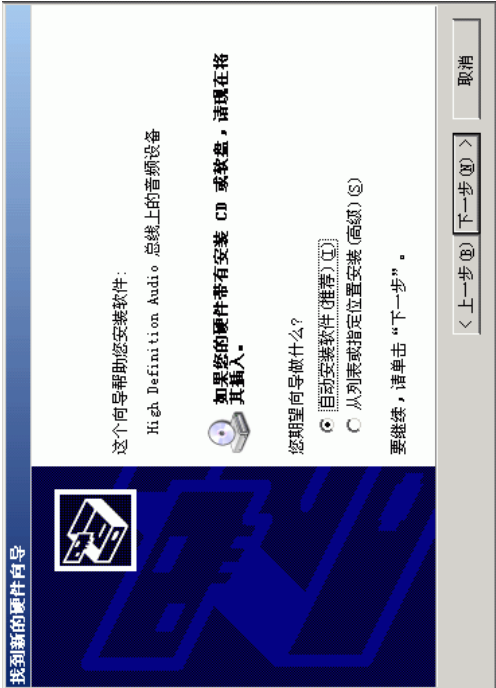 找到新的硬件向导
这个向导帮助您安装软件:
High Definition Audio 总线上的音频设备
如果您的硬件带有安装 CD 或软盘，请现在将
其插入。
您期望向导做什么?
自动安装软件(推荐)(I)
从列表或指定位置安装(高级)(S)
要继续，请单击“下一步”。
< 上一步(B)
下一步(N) >
取消